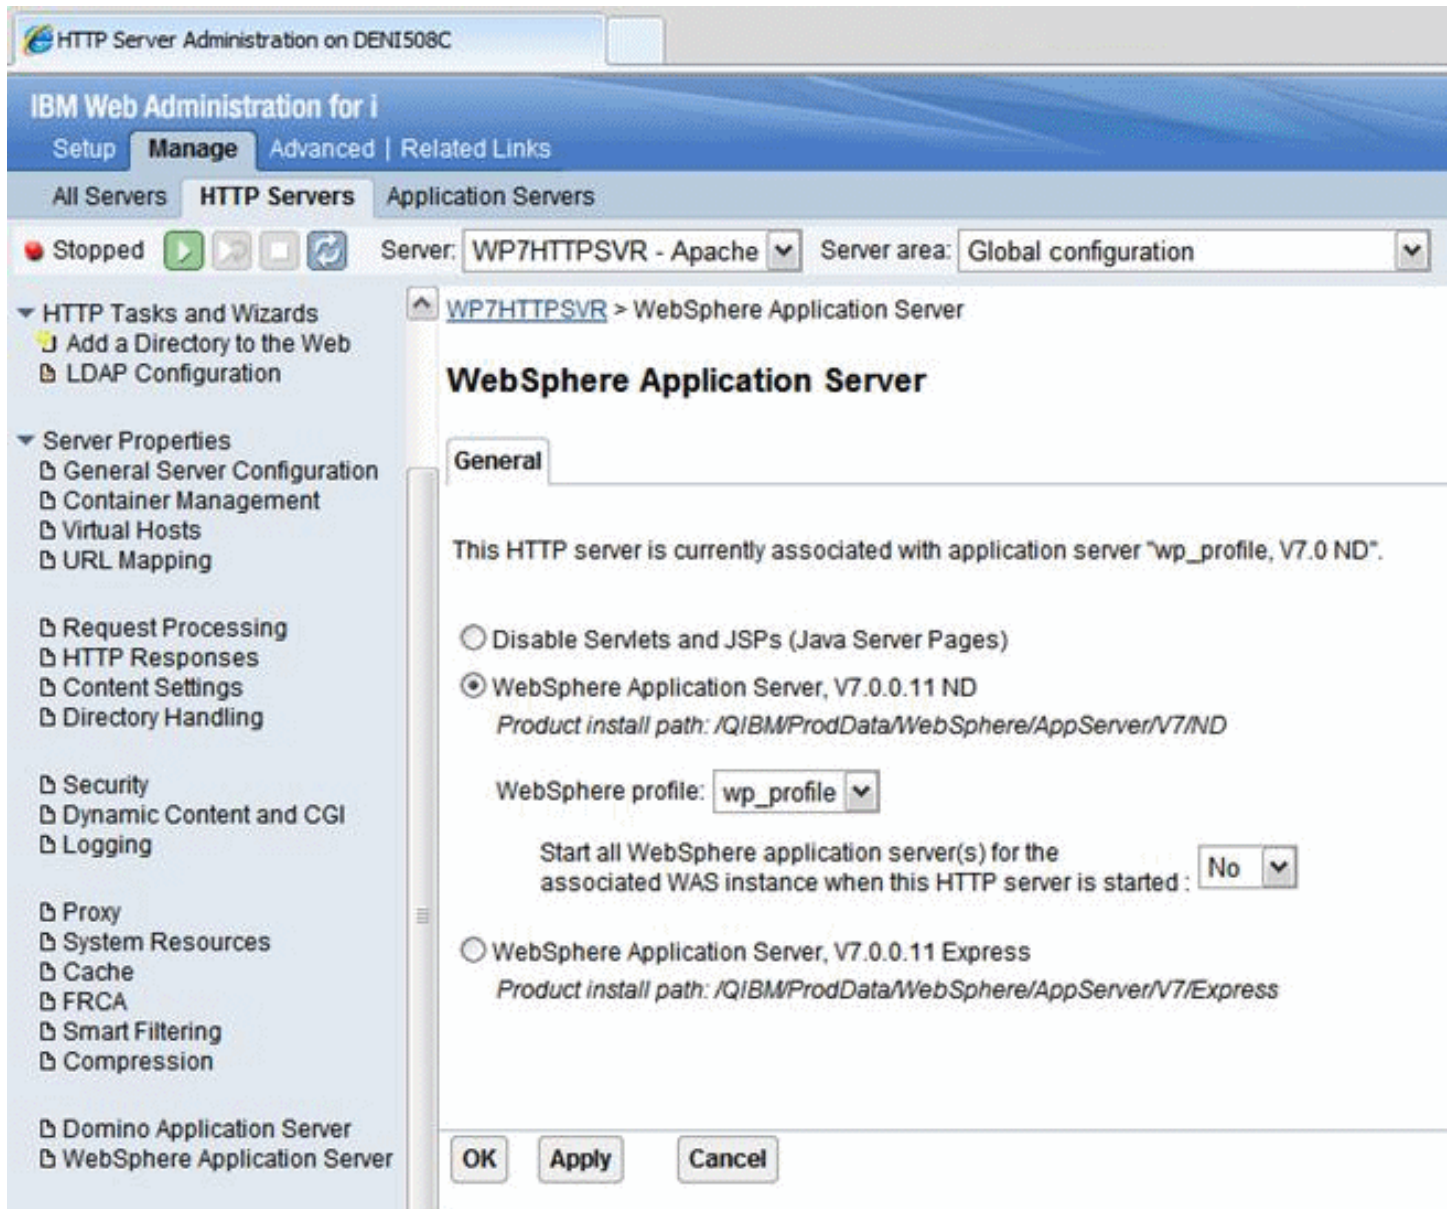 HTTP Server Administration on DENI508C
IBM Web Administration for i
Setup Manage Advanced | Related Links
All Servers HTTP Servers Application Servers
Stopped Server: WP7HTTPSVR - Apache Server area: Global configuration
HTTP Tasks and Wizards
Add a Directory to the Web
LDAP Configuration
Server Properties
General Server Configuration
Container Management
Virtual Hosts
URL Mapping
Request Processing
HTTP Responses
Content Settings
Directory Handling
Security
Dynamic Content and CGI
Logging
Proxy
System Resources
Cache
FRCA
Smart Filtering
Compression
Domino Application Server
WebSphere Application Server
WP7HTTPSVR > WebSphere Application Server
WebSphere Application Server
General
This HTTP server is currently associated with application server "wp_profile, V7.0 ND".
Disable Servlets and JSPs (Java Server Pages)
WebSphere Application Server, V7.0.0.11 ND
Product install path: /QIBM/ProdData/WebSphere/AppServer/V7/ND
WebSphere profile: wp_profile
Start all WebSphere application server(s) for the
associated WAS instance when this HTTP server is started : No
WebSphere Application Server, V7.0.0.11 Express
Product install path: /QIBM/ProdData/WebSphere/AppServer/V7/Express
OK Apply Cancel